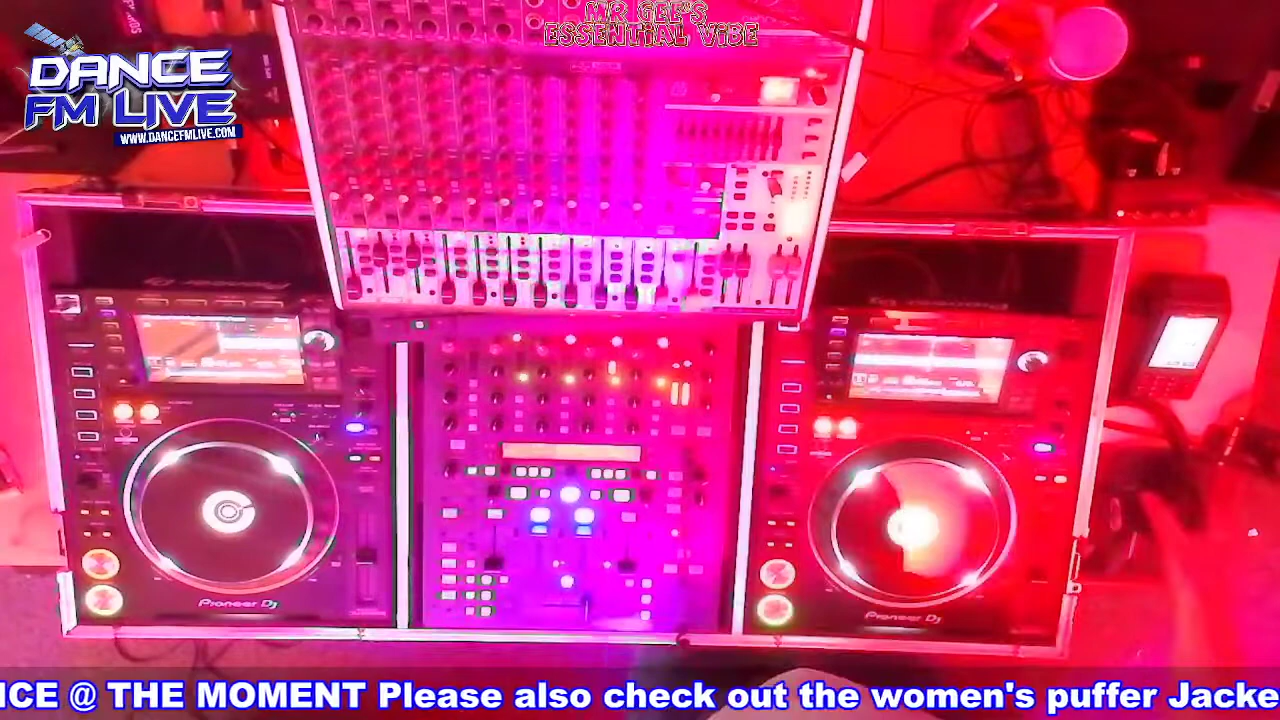 MR GEE'S
ESSENTIAL VIBE
DANCE
FM LIVE
WWW.DANCEFMLIVE.COM
Pioneer Dj
Pioneer Dj
ICE @ THE MOMENT Please also check out the women's puffer Jacke